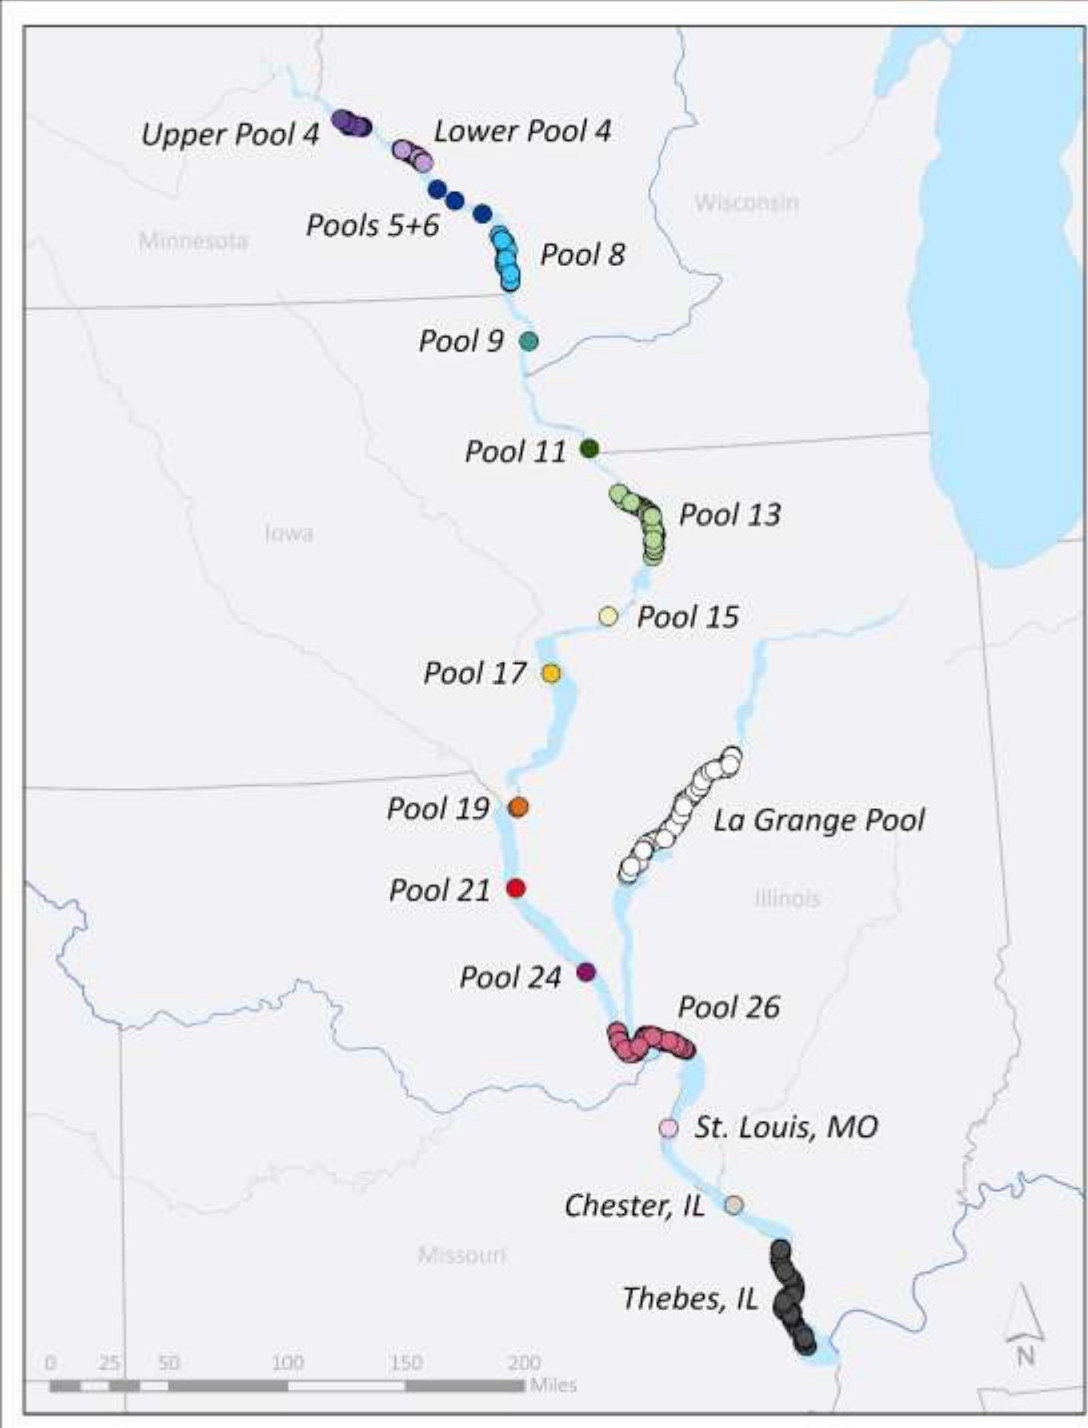 Upper Pool 4
Lower Pool 4
Wisconsin
Pools 5+6
Minnesota
Pool 8
Pool 9
Pool 11
Pool 13
Iowa
Pool 15
Pool 17
Pool 19
La Grange Pool
Pool 21
Illinois
Pool 24
Pool 26
St. Louis, MO
Chester, IL
Missouri
Thebes, IL
N
0 25 50 100 150 200
Miles